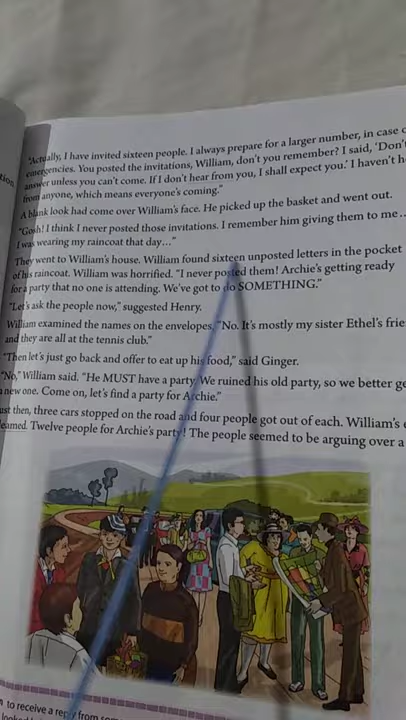 "Actually, I have invited sixteen people. I always prepare for a larger number, in case
emergencies. You posted the invitations, William, don't you remember? I said, 'Don't
answer unless you can't come. If I don't hear from you, I shall expect you.' I haven't
from anyone, which means everyone's coming."
A blank look had come over William's face. He picked up the basket and went out.
"Gosh! I think I never posted those invitations. I remember him giving them to me...
I was wearing my raincoat that day..."
They went to William's house. William found sixteen unposted letters in the pocket
of his raincoat. William was horrified. "I never posted them! Archie's getting ready
for a party that no one is attending. We've got to do SOMETHING."
"Let's ask the people now," suggested Henry.
William examined the names on the envelopes, "No. It's mostly my sister Ethel's
and they are all at the tennis club."
"Then let's just go back and offer to eat up his food," said Ginger.
"No," William said. "He MUST have a party. We ruined his old party, so we better
a new one. Come on, let's find a party for Archie."
ust then, three cars stopped on the road and four people got out of each. William's
eamed. Twelve people for Archie's party! The people seemed to be arguing over a
to receive a reply from